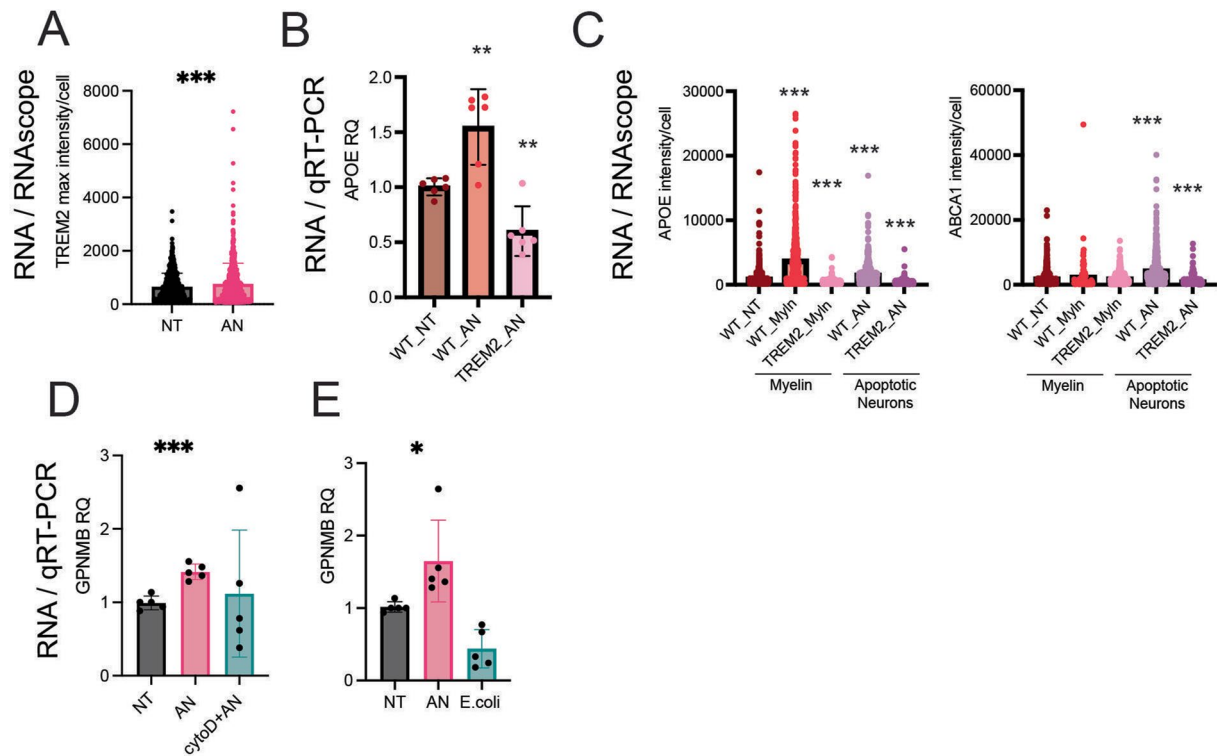 A
RNA / RNAscope
TREM2 max intensity/cell
***
8000
6000
4000
2000
0
NT
AN
B
RNA / qRT-PCR
APOE RQ
**
**
2.0
1.5
1.0
0.5
0.0
WT_NT
WT_AN
TREM2_AN
C
RNA / RNAscope
APOE intensity/cell
***
***
***
***
30000
20000
10000
0
WT_NT
WT_Myln
TREM2_Myln
WT_AN
TREM2_AN
Myelin
Apoptotic
Neurons
ABCA1 intensity/cell
***
***
60000
40000
20000
0
WT_NT
WT_Myln
TREM2_Myln
WT_AN
TREM2_AN
Myelin
Apoptotic
Neurons
D
RNA / qRT-PCR
GPNMB RQ
***
3
2
1
0
NT
AN
cytoD+AN
E
GPNMB RQ
*
3
2
1
0
NT
AN
E.coli